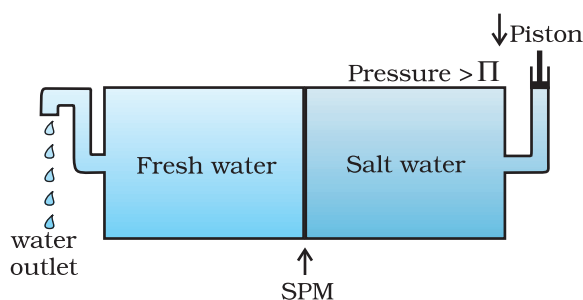 Piston
Pressure > Π
Fresh water
Salt water
water
outlet
SPM